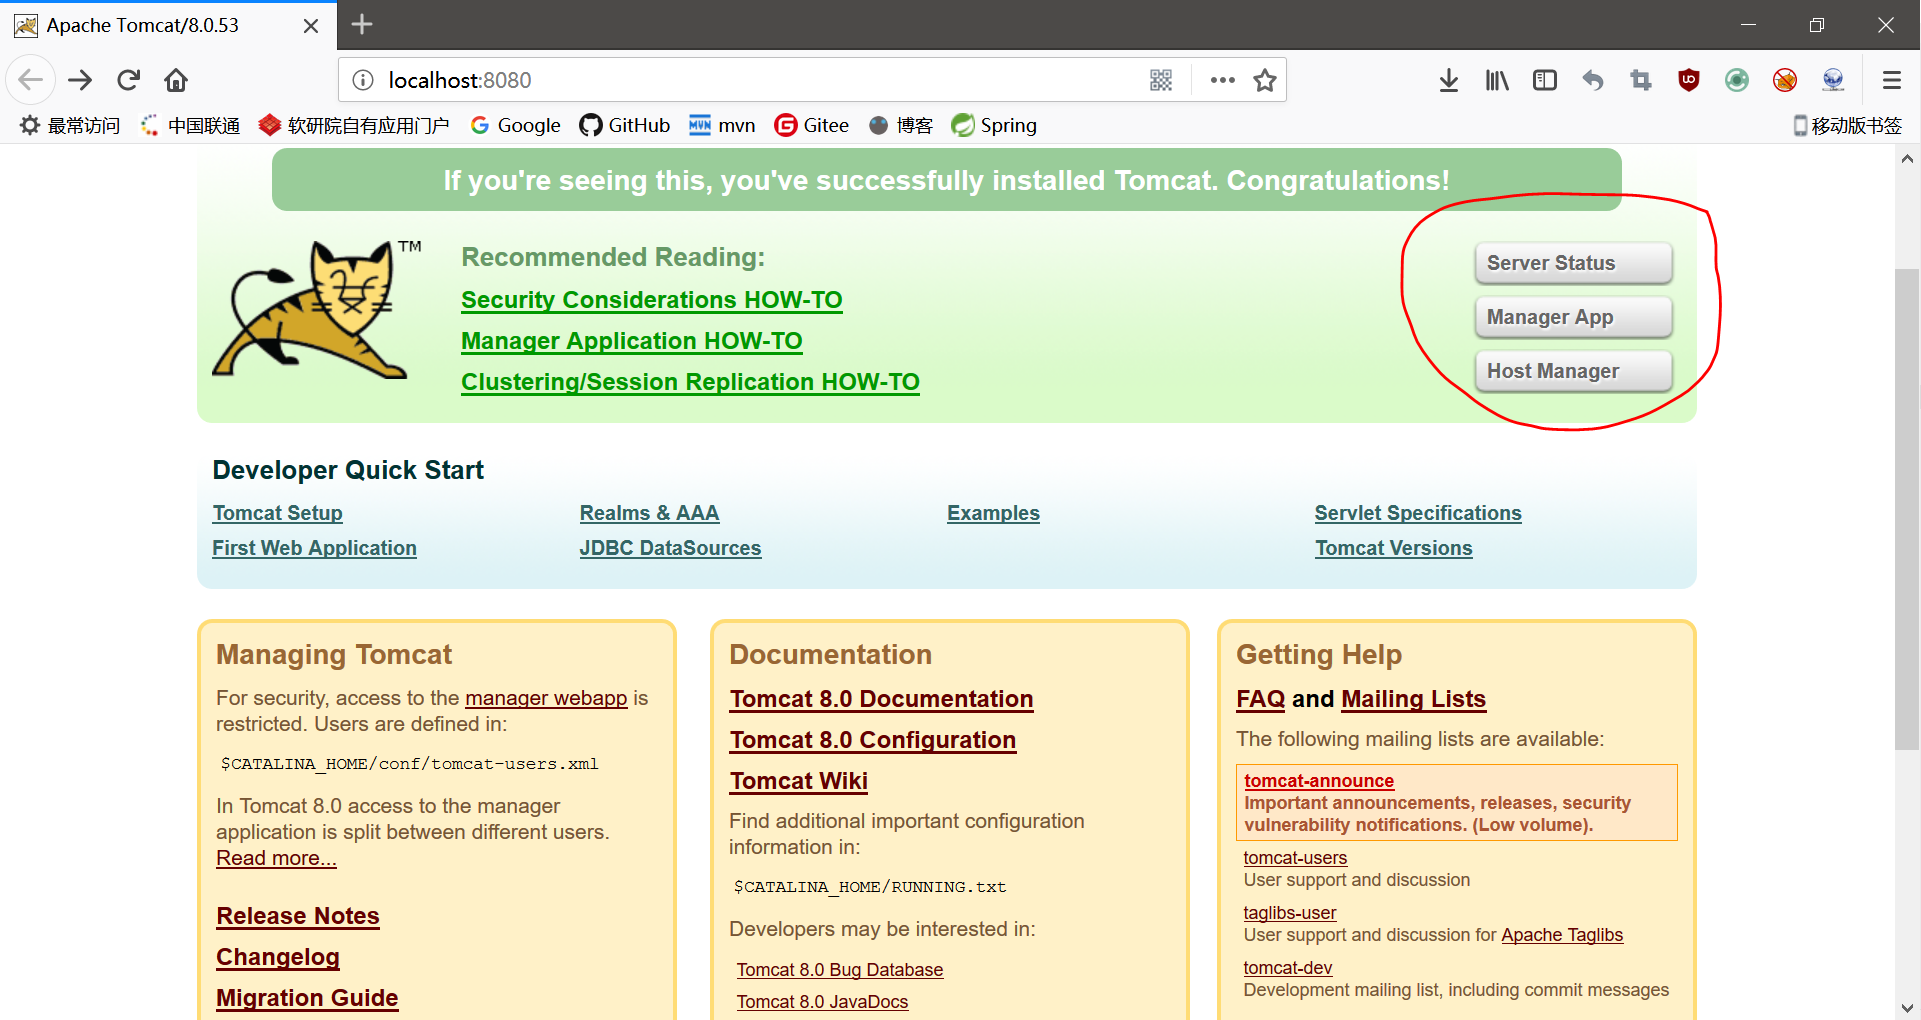 Apache Tomcat/8.0.53
localhost:8080
最常访问 中国联通 软研院自有应用门户 Google GitHub MVN mvn Gitee 博客 Spring 移动版书签
If you're seeing this, you've successfully installed Tomcat. Congratulations!
TM
Recommended Reading:
Security Considerations HOW-TO
Manager Application HOW-TO
Clustering/Session Replication HOW-TO
Server Status
Manager App
Host Manager
Developer Quick Start
Tomcat Setup
First Web Application
Realms & AAA
JDBC DataSources
Examples
Servlet Specifications
Tomcat Versions
Managing Tomcat
For security, access to the manager webapp is
restricted. Users are defined in:
$CATALINA_HOME/conf/tomcat-users.xml
In Tomcat 8.0 access to the manager
application is split between different users.
Read more...
Release Notes
Changelog
Migration Guide
Documentation
Tomcat 8.0 Documentation
Tomcat 8.0 Configuration
Tomcat Wiki
Find additional important configuration
information in:
$CATALINA_HOME/RUNNING.txt
Developers may be interested in:
Tomcat 8.0 Bug Database
Tomcat 8.0 JavaDocs
Getting Help
FAQ and Mailing Lists
The following mailing lists are available:
tomcat-announce
Important announcements, releases, security
vulnerability notifications. (Low volume).
tomcat-users
User support and discussion
taglibs-user
User support and discussion for Apache Taglibs
tomcat-dev
Development mailing list, including commit messages